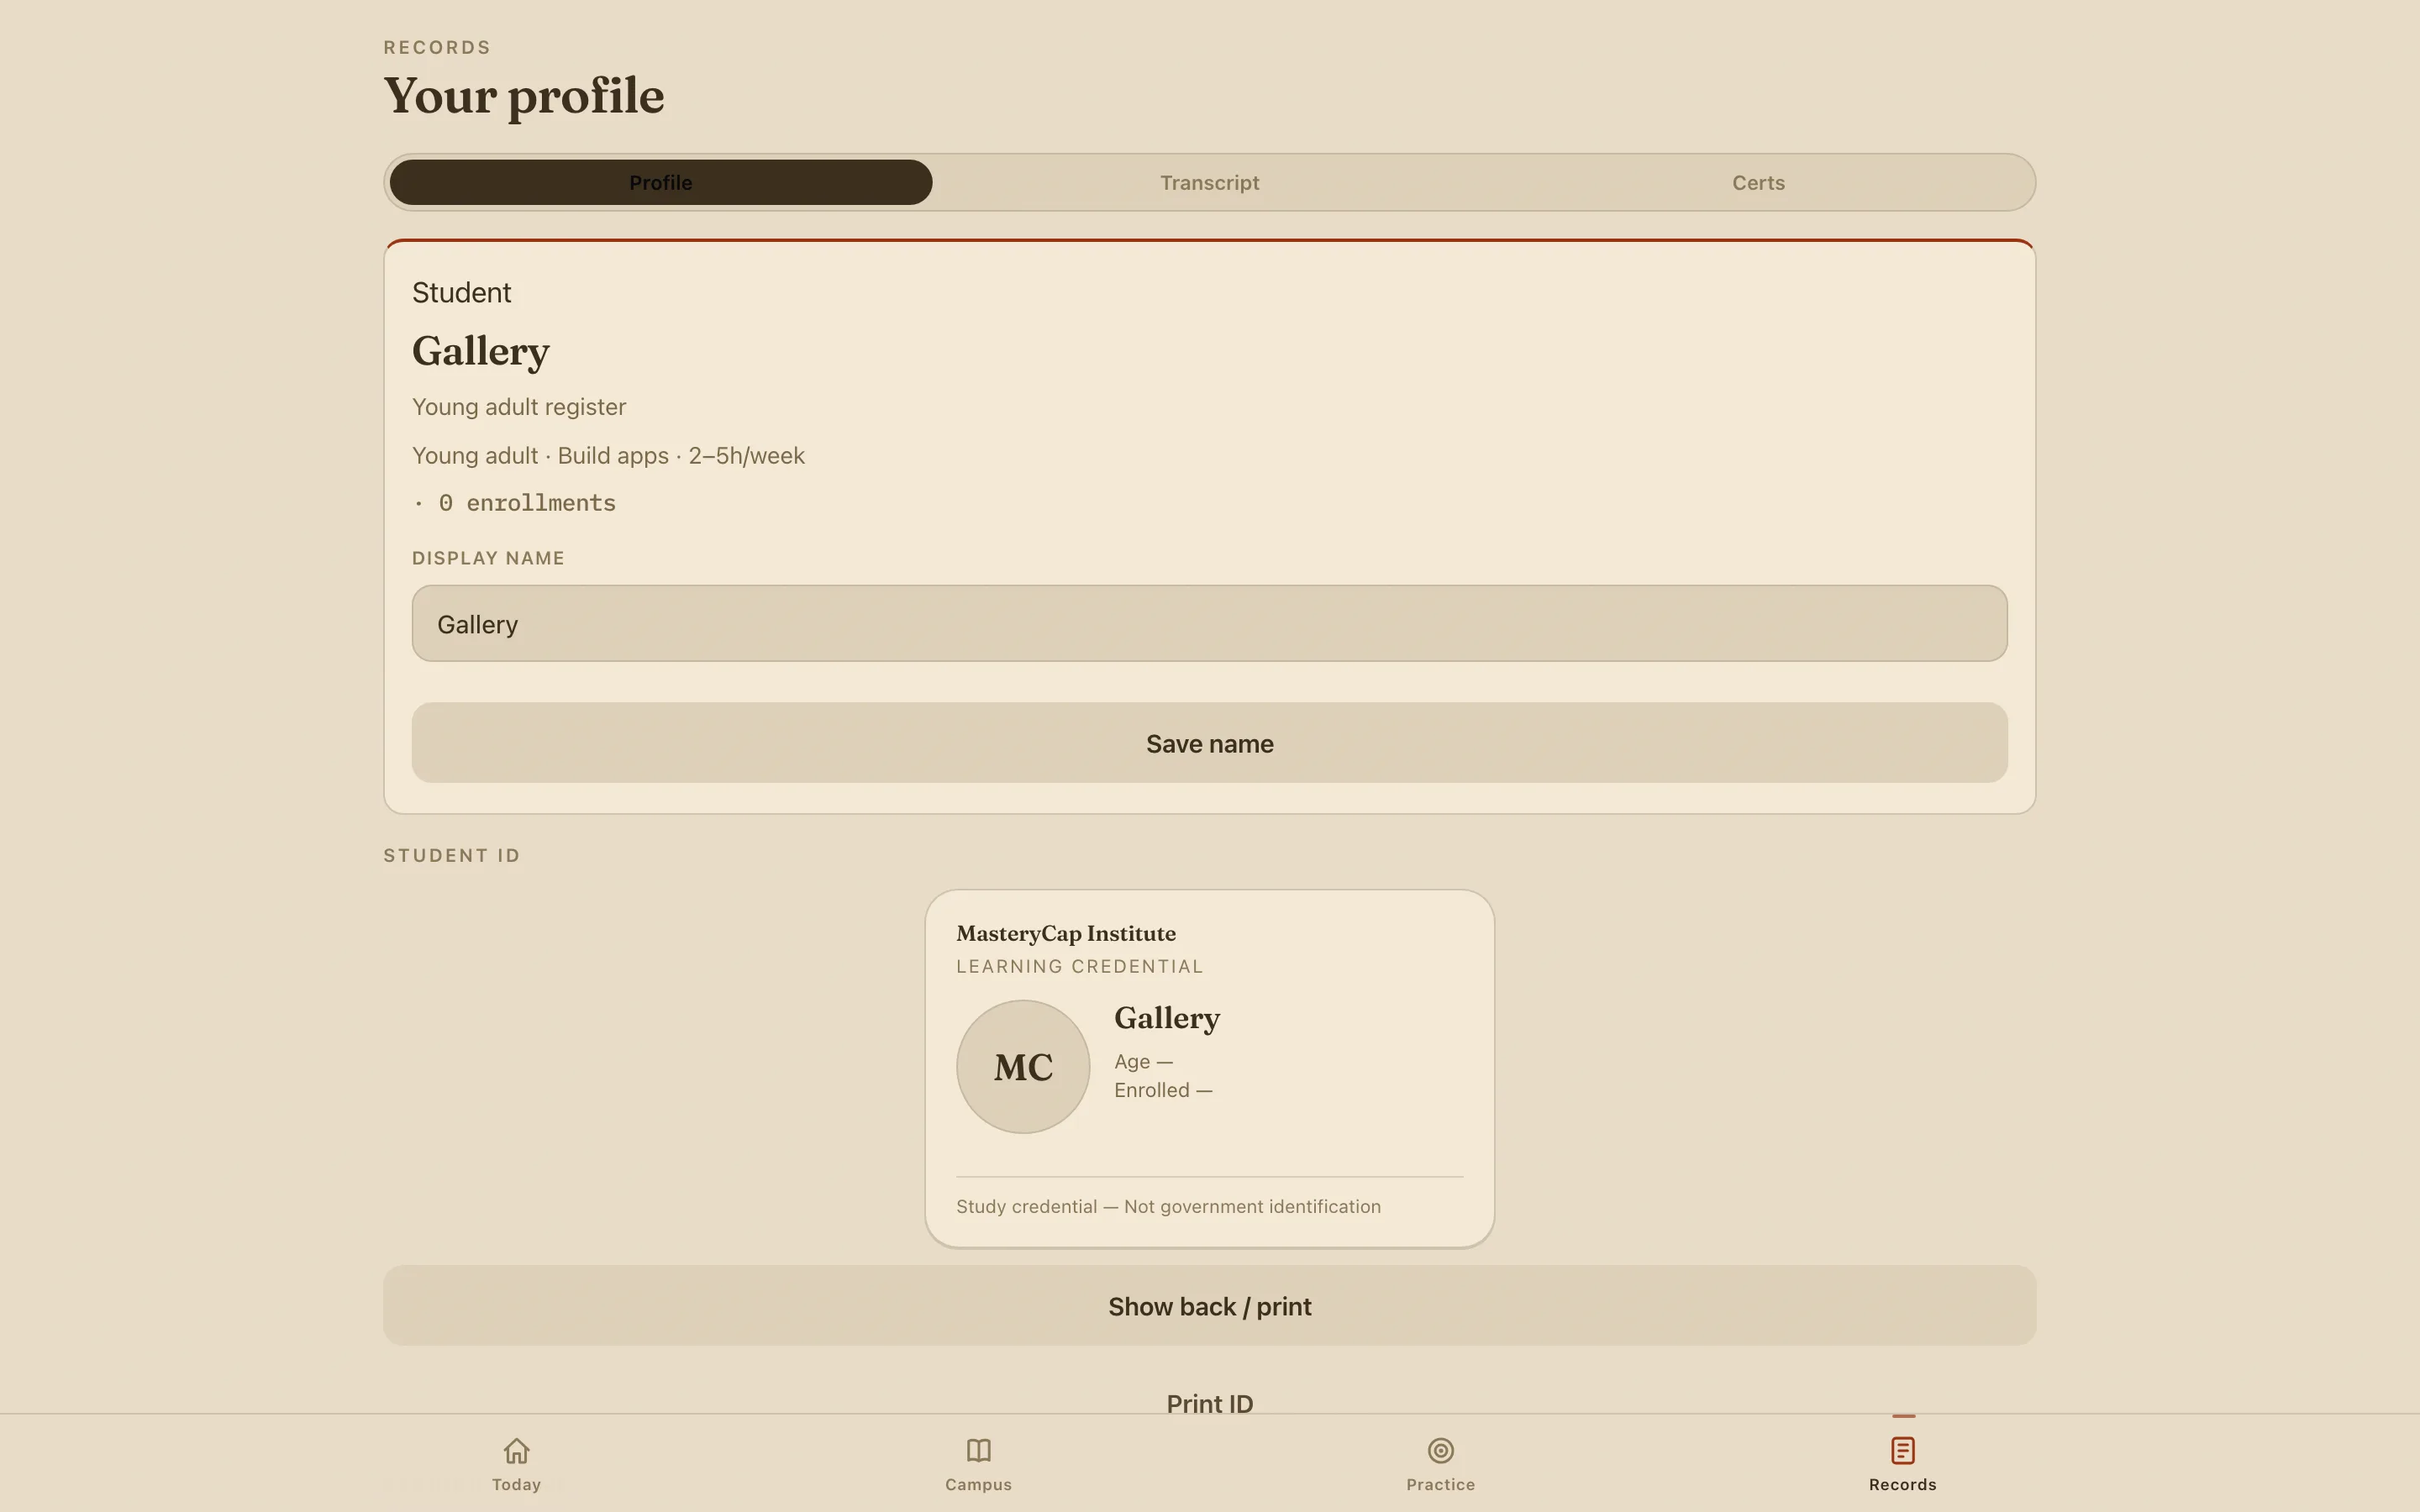 RECORDS
Your profile
Profile
Transcript
Certs
Student
Gallery
Young adult register
Young adult · Build apps · 2–5h/week
· 0 enrollments
DISPLAY NAME
Gallery
Save name
STUDENT ID
MasteryCap Institute
LEARNING CREDENTIAL
MC
Gallery
Age —
Enrolled —
Study credential — Not government identification
Show back / print
Print ID
Today
Campus
Practice
Records